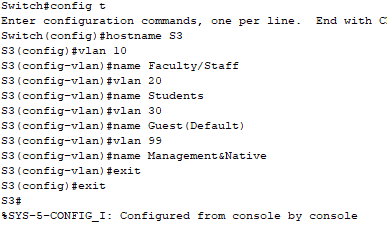 Switch#config t
Enter configuration commands, one per line.  End with C
Switch(config)#hostname S3
S3(config)#vlan 10
S3(config-vlan)#name Faculty/Staff
S3(config-vlan)#vlan 20
S3(config-vlan)#name Students
S3(config-vlan)#vlan 30
S3(config-vlan)#name Guest(Default)
S3(config-vlan)#vlan 99
S3(config-vlan)#name Management&Native
S3(config-vlan)#exit
S3(config)#exit
S3#
%SYS-5-CONFIG_I: Configured from console by console